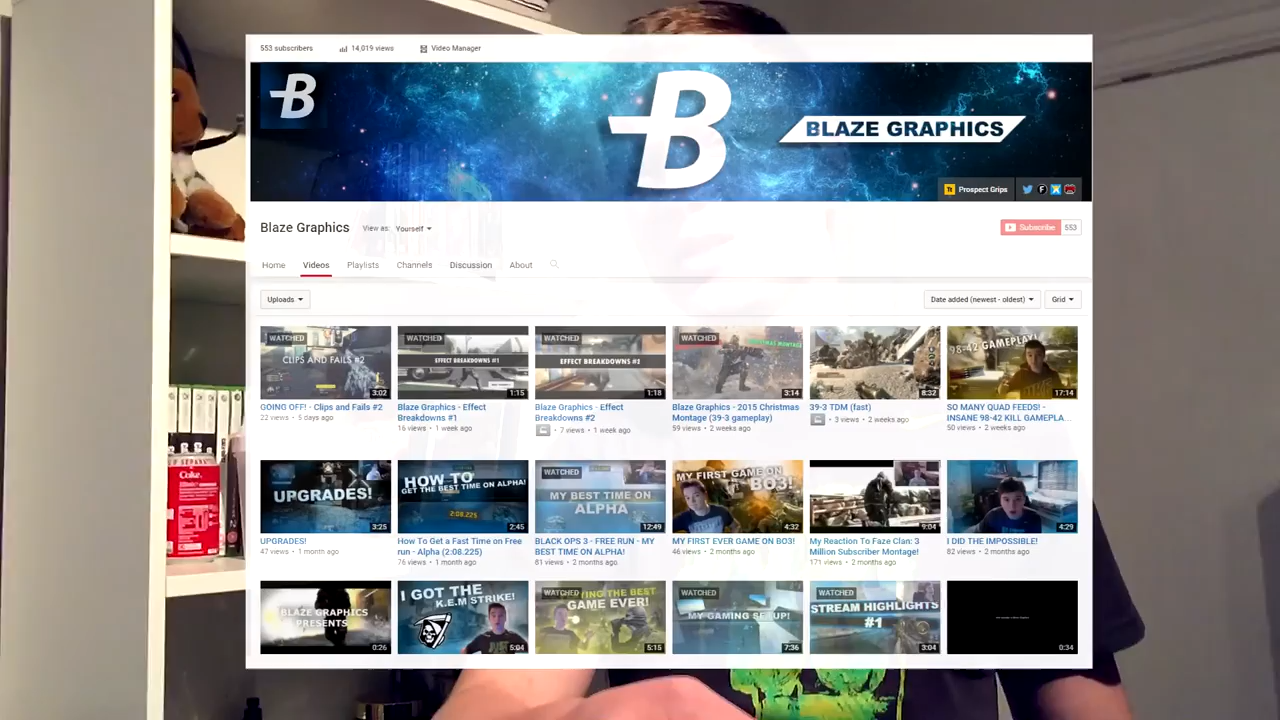 553 subscribers
14,019 views
Video Manager
B
B
BLAZE GRAPHICS
Prospect Grips
Blaze Graphics
View as: Yourself
Subscribe 553
Home Videos Playlists Channels Discussion About
Uploads
Date added (newest - oldest)
Grid
WATCHED
CLIPS AND FAILS #2
3:02
GOING OFF! - Clips and Fails #2
22 views • 5 days ago
WATCHED
EFFECT BREAKDOWNS #1
1:15
Blaze Graphics - Effect
Breakdowns #1
16 views • 1 week ago
WATCHED
EFFECT BREAKDOWNS #2
1:18
Blaze Graphics - Effect
Breakdowns #2
7 views • 1 week ago
WATCHED
CHRISTMAS MONTAGE
3:14
Blaze Graphics - 2015 Christmas
Montage (39-3 gameplay)
59 views • 2 weeks ago
8:32
39-3 TDM (fast)
3 views • 2 weeks ago
98-42 GAMEPLAY!
17:14
SO MANY QUAD FEEDS! -
INSANE 98-42 KILL GAMEPLA...
50 views • 2 weeks ago
UPGRADES!
3:25
UPGRADES!
47 views • 1 month ago
HOW TO
GET THE BEST TIME ON ALPHA!
2:08.225
2:45
How To Get a Fast Time on Free
run - Alpha (2:08.225)
76 views • 1 month ago
WATCHED
MY BEST TIME ON
ALPHA
12:49
BLACK OPS 3 - FREE RUN - MY
BEST TIME ON ALPHA!
81 views • 2 months ago
MY FIRST GAME ON
BO3!
4:32
MY FIRST EVER GAME ON BO3!
46 views • 2 months ago
9:04
My Reaction To Faze Clan: 3
Million Subscriber Montage!
171 views • 2 months ago
4:29
I DID THE IMPOSSIBLE!
82 views • 2 months ago
BLAZE GRAPHICS
PRESENTS
0:26
I GOT THE
K.E.M STRIKE!
5:04
WATCHED
ING THE BEST
GAME EVER!
5:15
WATCHED
MY GAMING SETUP!
7:36
WATCHED
STREAM HIGHLIGHTS
#1
3:04
0:34
Coke